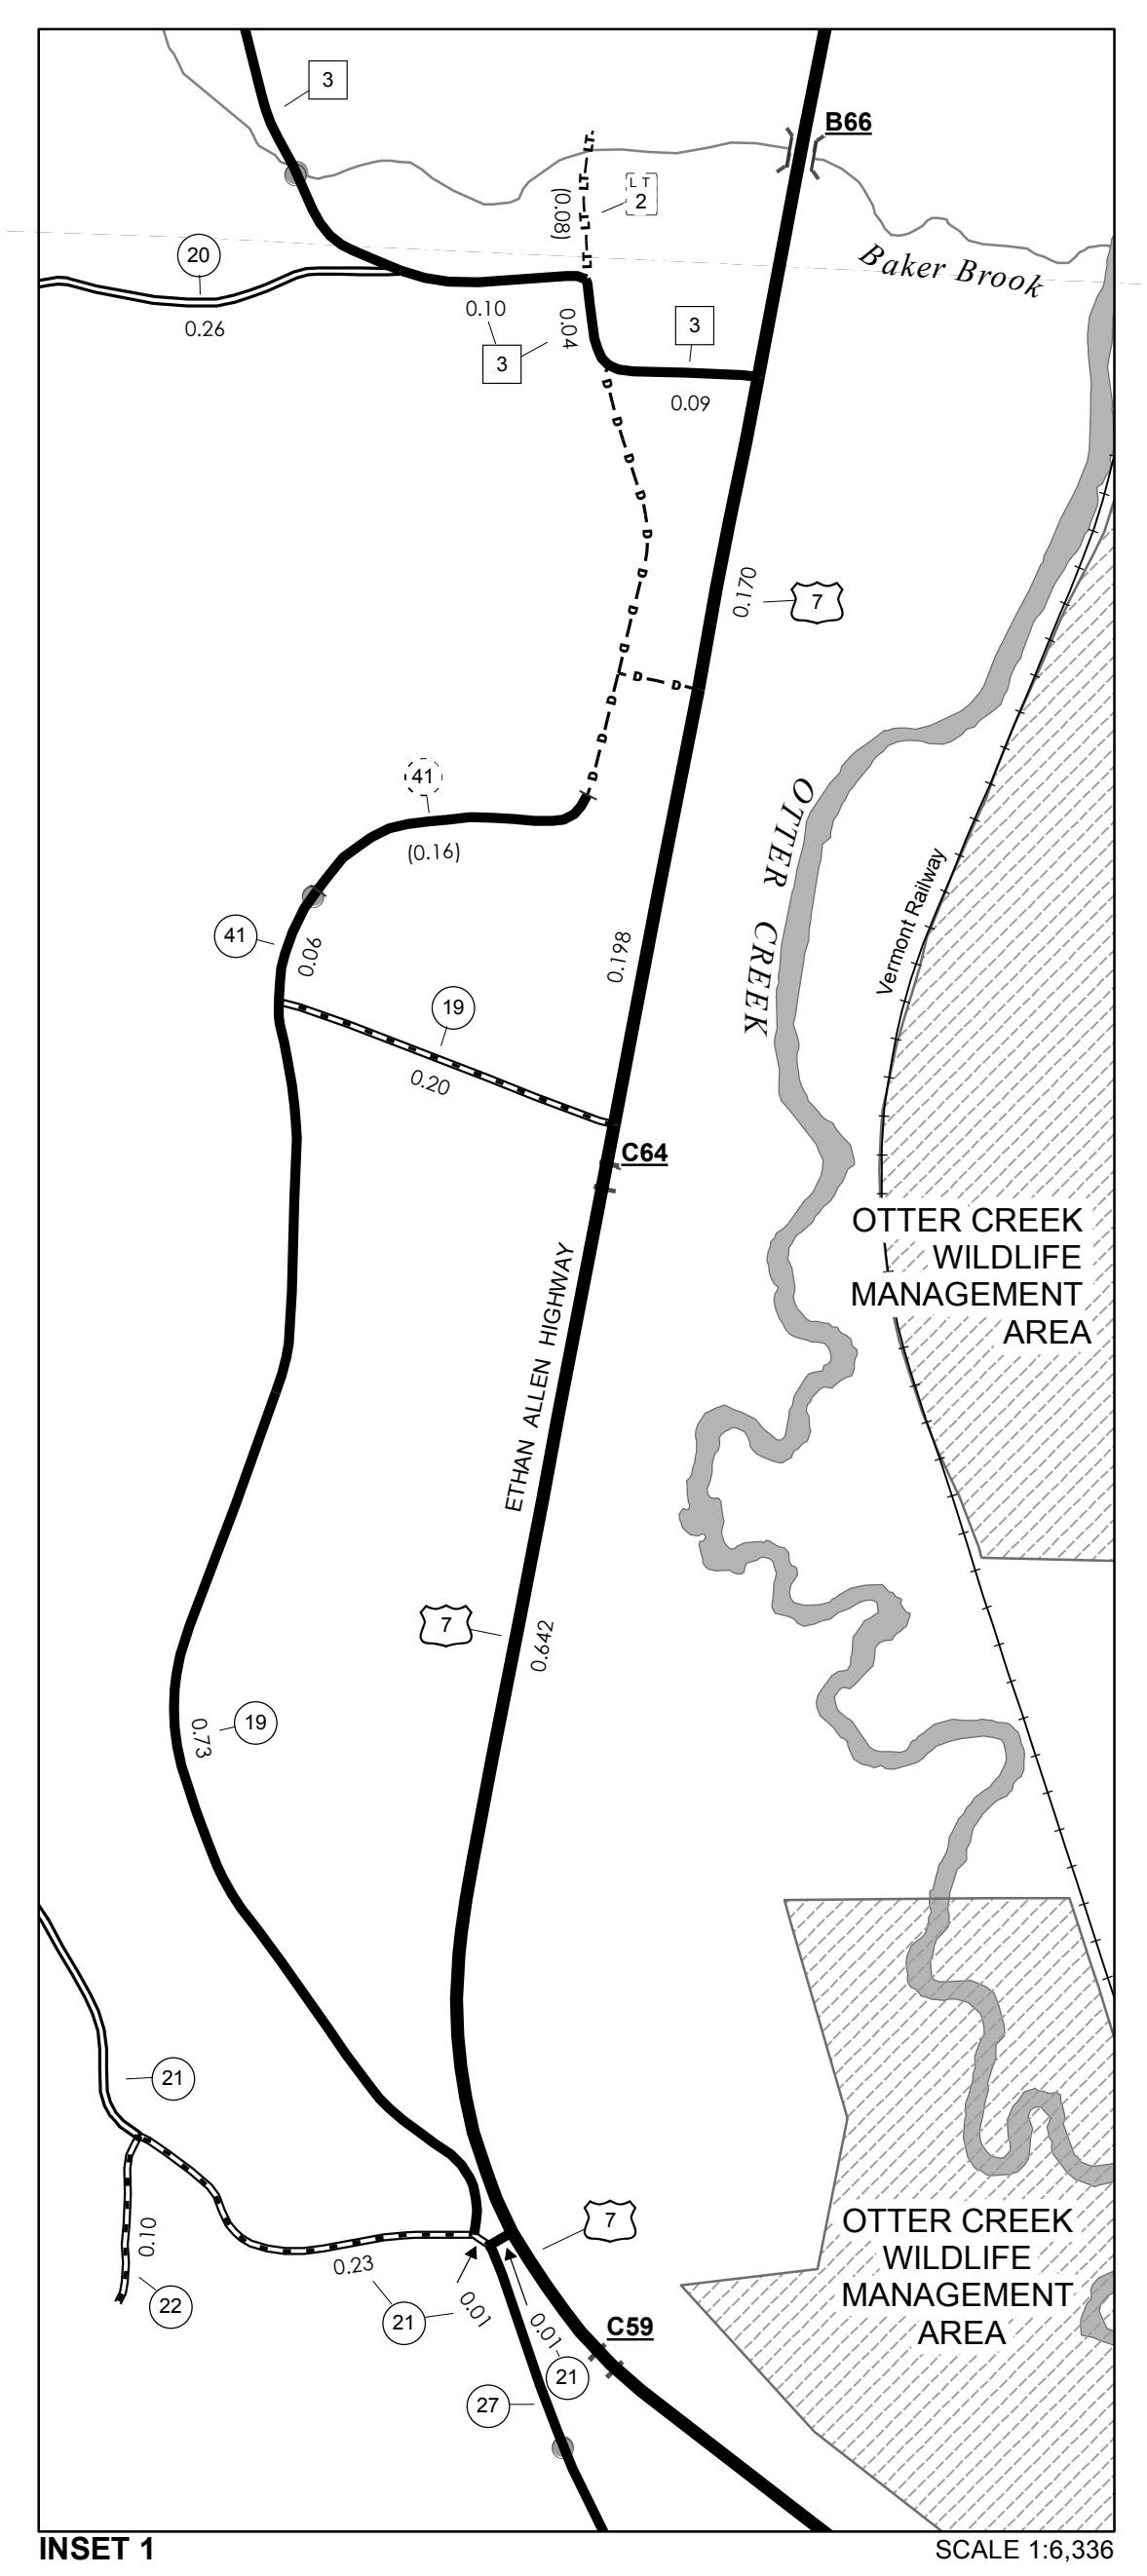 3
B66
LT
LT
LT
LT
L T
2
(0.08)
20
0.26
Baker Brook
0.10
0.04
3
3
0.09
D
D
D
D
D
D
D
D
D
D
D
D
D
0.170
7
41
(0.16)
OTTER CREEK
Vermont Railway
41
0.06
0.198
19
0.20
C64
OTTER CREEK
WILDLIFE
MANAGEMENT
AREA
ETHAN ALLEN HIGHWAY
7
0.642
0.73
19
21
0.10
22
0.23
21
0.01
0.01
21
7
C59
27
OTTER CREEK
WILDLIFE
MANAGEMENT
AREA
INSET 1
SCALE 1:6,336